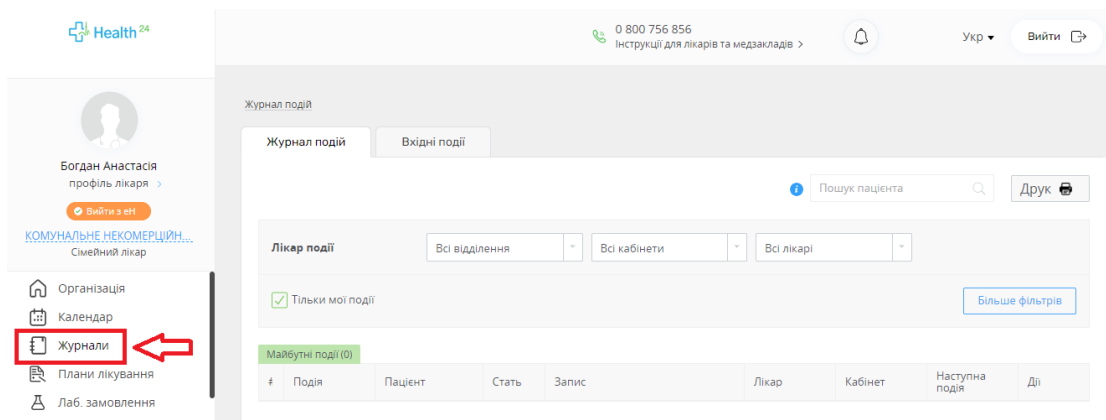 Health 24
0 800 756 856
Інструкції для лікарів та медзакладів >
Укр
Вийти
Богдан Анастасія
профіль лікаря >
Вийти з еН
КОМУНАЛЬНЕ НЕКОМЕРЦІЙН...
Сімейний лікар
Організація
Календар
Журнали
Плани лікування
Лаб. замовлення
Журнал подій
Журнал подій
Вхідні події
Пошук пацієнта
Друк
Лікар події
Всі відділення
Всі кабінети
Всі лікарі
Тільки мої події
Більше фільтрів
Майбутні події (0)
# Подія Пацієнт Стать Запис Лікар Кабінет Наступна подія Дії